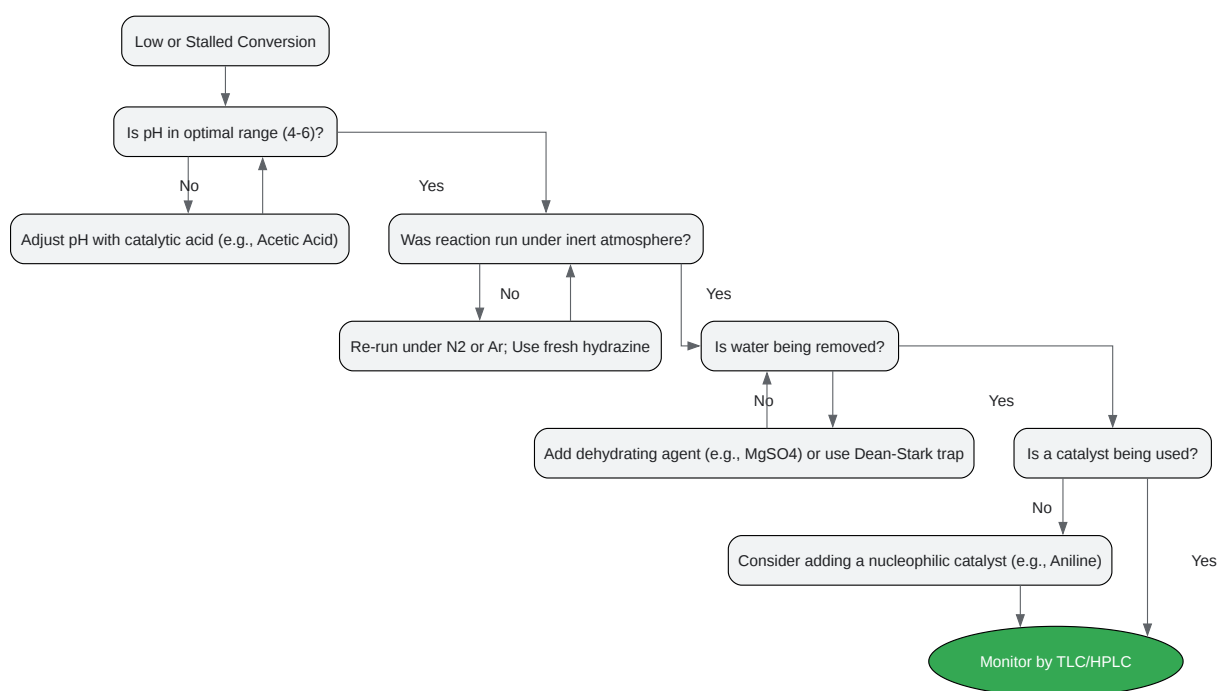 Low or Stalled Conversion
Is pH in optimal range (4-6)?
No
Yes
Adjust pH with catalytic acid (e.g., Acetic Acid)
Was reaction run under inert atmosphere?
No
Yes
Re-run under N2 or Ar; Use fresh hydrazine
Is water being removed?
No
Yes
Add dehydrating agent (e.g., MgSO4) or use Dean-Stark trap
Is a catalyst being used?
No
Consider adding a nucleophilic catalyst (e.g., Aniline)
Yes
Monitor by TLC/HPLC